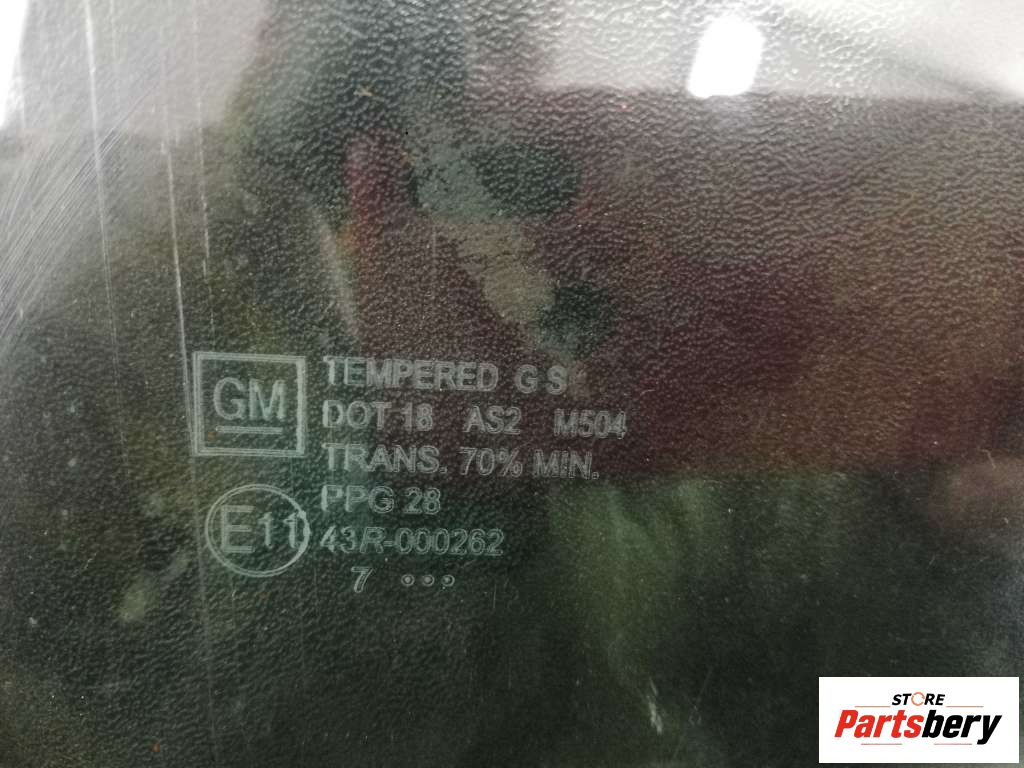 GM
TEMPERED G S
DOT 18 AS2 M504
TRANS. 70% MIN.
PPG 28
E11
43R-000262
7
STORE
Partsbery